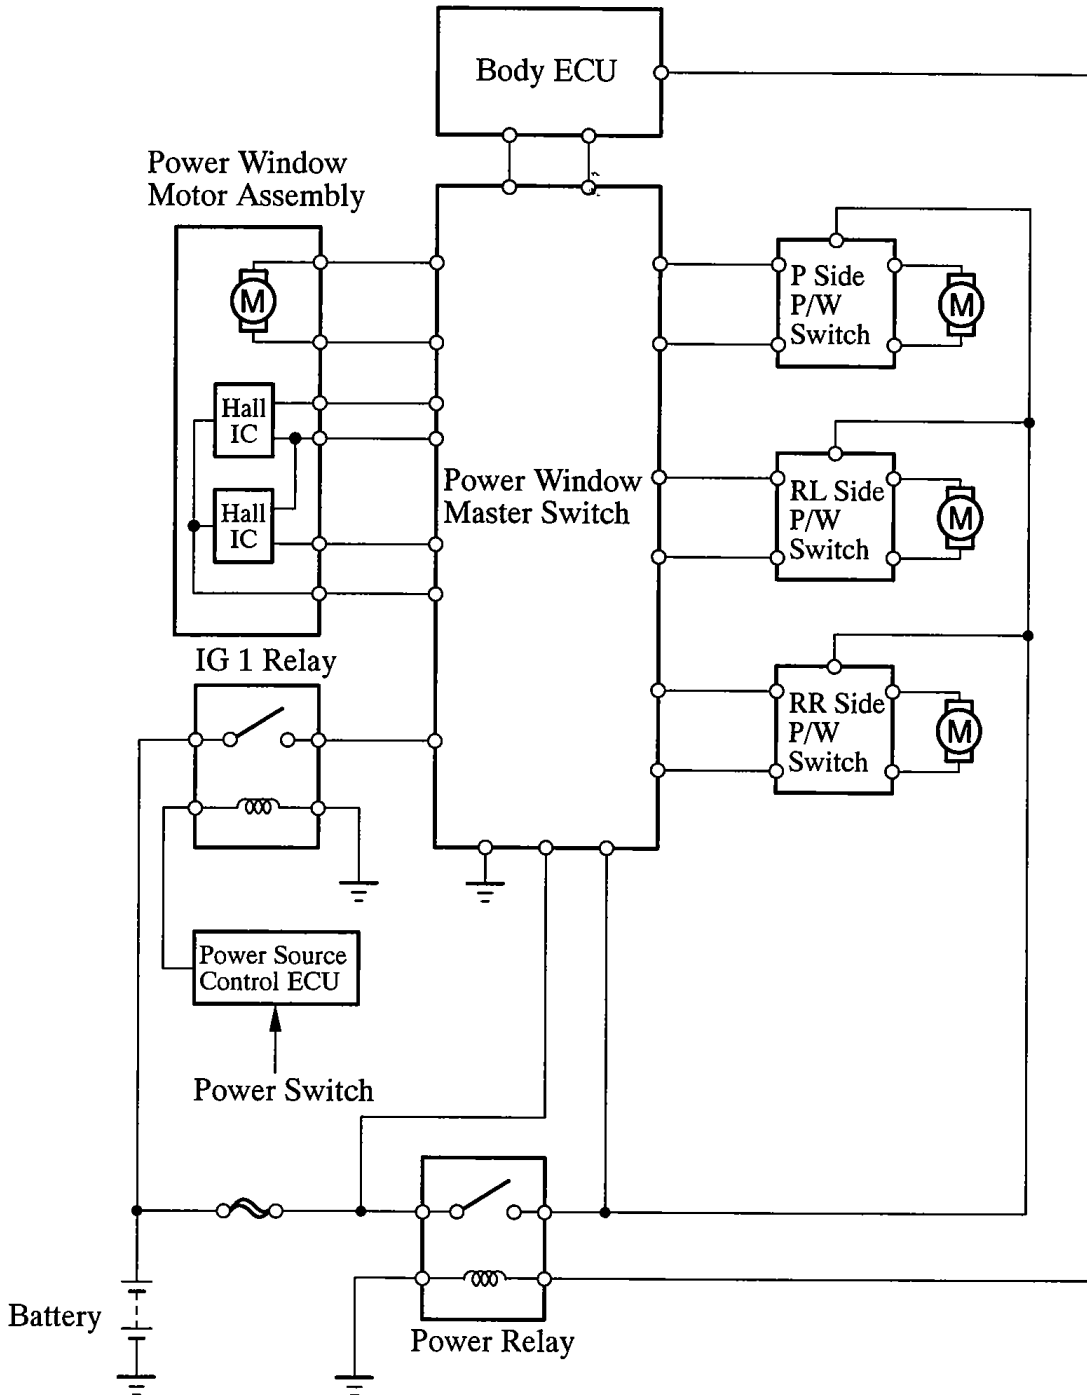 Body ECU
Power Window
Motor Assembly
M
Hall
IC
Hall
IC
Power Window
Master Switch
P Side
P/W
Switch
M
RL Side
P/W
Switch
M
RR Side
P/W
Switch
M
IG 1 Relay
Power Source
Control ECU
Power Switch
Battery
Power Relay